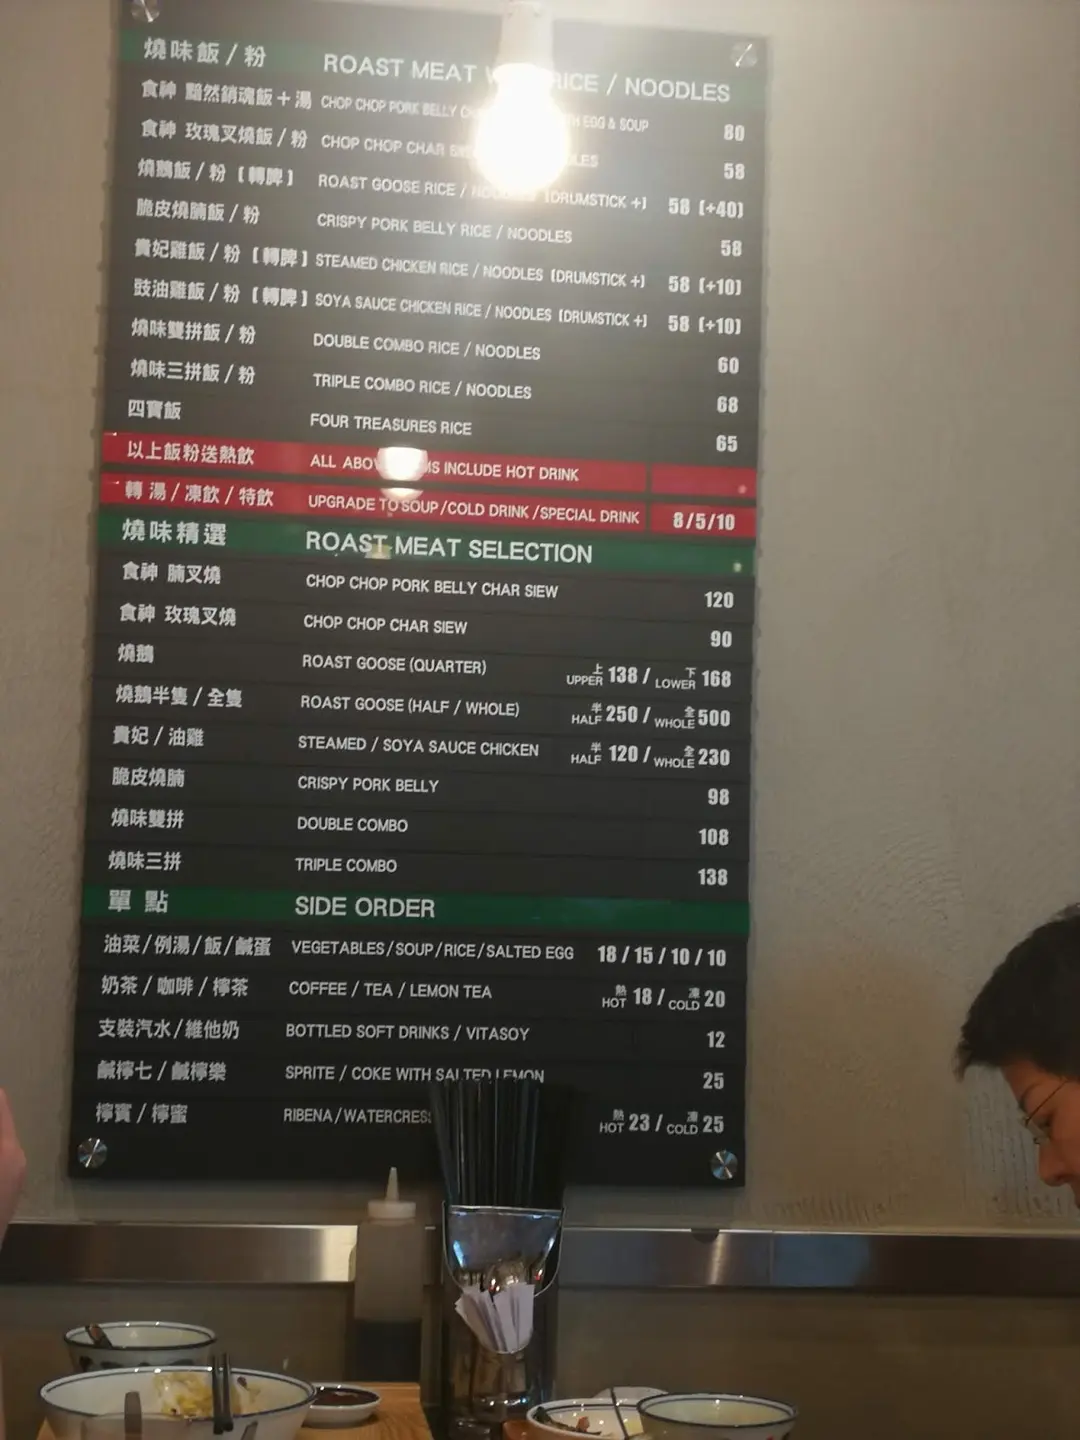 燒味飯 / 粉 ROAST MEAT RICE / NOODLES
食神 黯然銷魂飯＋湯 CHOP CHOP PORK BELLY EGG & SOUP 80
食神 玫瑰叉燒飯 / 粉 CHOP CHOP CHAR 58
燒鵝飯 / 粉 [轉髀] ROAST GOOSE RICE / NOODLES [DRUMSTICK +] 58 [+40]
脆皮燒腩飯 / 粉 CRISPY PORK BELLY RICE / NOODLES 58
貴妃雞飯 / 粉 [轉髀] STEAMED CHICKEN RICE / NOODLES [DRUMSTICK +] 58 [+10]
豉油雞飯 / 粉 [轉髀] SOYA SAUCE CHICKEN RICE / NOODLES [DRUMSTICK +] 58 [+10]
燒味雙拼飯 / 粉 DOUBLE COMBO RICE / NOODLES 60
燒味三拼飯 / 粉 TRIPLE COMBO RICE / NOODLES 68
四寶飯 FOUR TREASURES RICE 65
以上飯粉送熱飲 ALL INCLUDE HOT DRINK
轉 湯 / 凍飲 / 特飲 UPGRADE TO SOUP / COLD DRINK / SPECIAL DRINK 8 / 5 / 10
燒味精選 ROAST MEAT SELECTION
食神 腩叉燒 CHOP CHOP PORK BELLY CHAR SIEW 120
食神 玫瑰叉燒 CHOP CHOP CHAR SIEW 90
燒鵝 ROAST GOOSE (QUARTER) 上 UPPER 138 / 下 LOWER 168
燒鵝半隻 / 全隻 ROAST GOOSE (HALF / WHOLE) 半 HALF 250 / 全 WHOLE 500
貴妃 / 油雞 STEAMED / SOYA SAUCE CHICKEN 半 HALF 120 / 全 WHOLE 230
脆皮燒腩 CRISPY PORK BELLY 98
燒味雙拼 DOUBLE COMBO 108
燒味三拼 TRIPLE COMBO 138
單 點 SIDE ORDER
油菜 / 例湯 / 飯 / 鹹蛋 VEGETABLES / SOUP / RICE / SALTED EGG 18 / 15 / 10 / 10
奶茶 / 咖啡 / 檸茶 COFFEE / TEA / LEMON TEA 熱 HOT 18 / 凍 COLD 20
支裝汽水 / 維他奶 BOTTLED SOFT DRINKS / VITASOY 12
鹹檸七 / 鹹檸樂 SPRITE / COKE WITH SALTED LEMON 25
檸賓 / 檸蜜 RIBENA / WATERCRESS 熱 HOT 23 / 凍 COLD 25